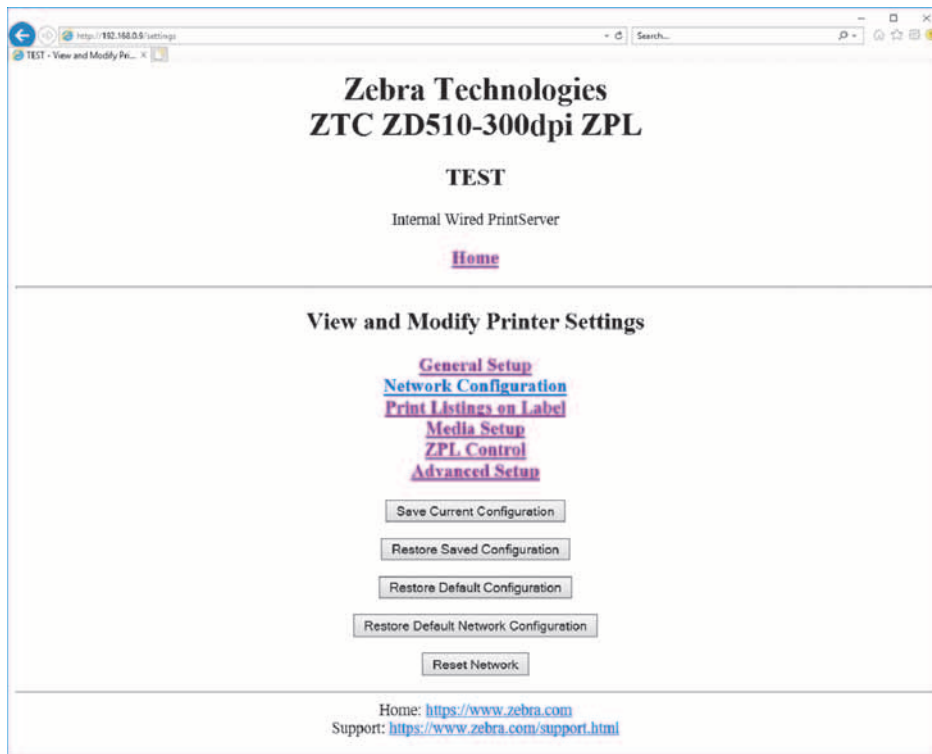 http://192.168.0.9/settings
Search...
TEST - View and Modify Pri...
Zebra Technologies
ZTC ZD510-300dpi ZPL
TEST
Internal Wired PrintServer
Home
View and Modify Printer Settings
General Setup
Network Configuration
Print Listings on Label
Media Setup
ZPL Control
Advanced Setup
Save Current Configuration
Restore Saved Configuration
Restore Default Configuration
Restore Default Network Configuration
Reset Network
Home: https://www.zebra.com
Support: https://www.zebra.com/support.html